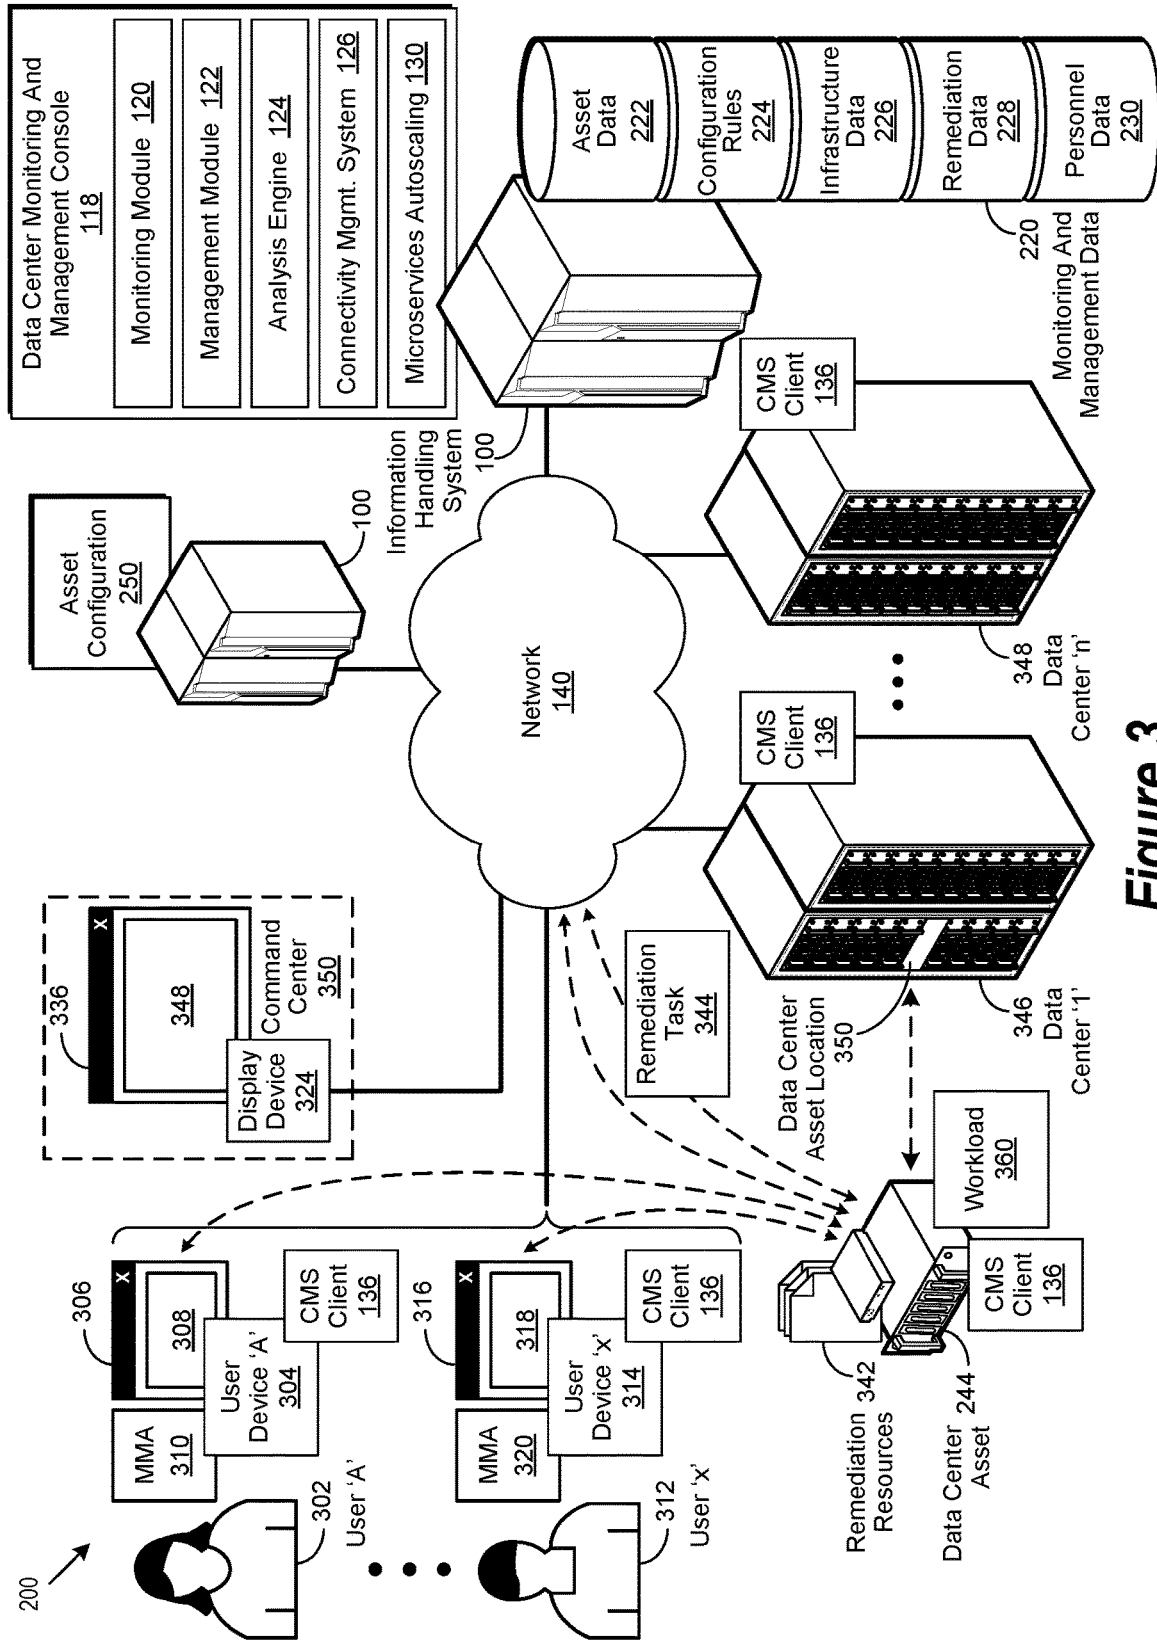 200
302
User 'A'
312
User 'x'
MMA
310
306
X
308
User
Device 'A'
304
CMS
Client
136
MMA
320
316
X
318
User
Device 'x'
314
CMS
Client
136
336
X
348
Command
Center
350
Display
Device
324
Remediation
Resources
342
Data Center
Asset
244
CMS
Client
136
Workload
360
Remediation
Task
344
Data Center
Asset Location
350
346
Data
Center '1'
CMS
Client
136
Network
140
Asset
Configuration
250
100
Information
Handling
System
100
348
Data
Center 'n'
CMS
Client
136
Data Center Monitoring And
Management Console
118
Monitoring Module 120
Management Module 122
Analysis Engine 124
Connectivity Mgmt. System 126
Microservices Autoscaling 130
Asset
Data
222
Configuration
Rules
224
Infrastructure
Data
226
Remediation
Data
228
Personnel
Data
230
220
Monitoring And
Management Data
Figure 3